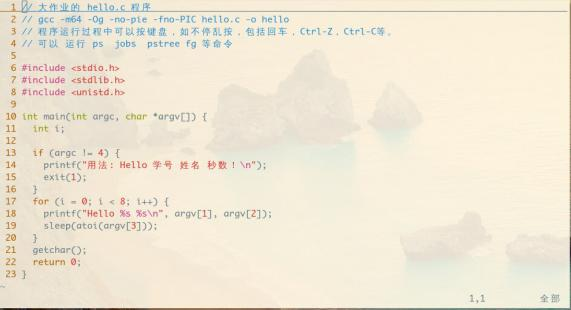 1 // 大作业的 hello.c 程序
2 // gcc -m64 -Og -no-pie -fno-PIC hello.c -o hello
3 // 程序运行过程中可以按键盘，如不停乱按，包括回车，Ctrl-Z，Ctrl-C等。
4 // 可以 运行 ps  jobs  pstree fg 等命令
5
6 #include <stdio.h>
7 #include <stdlib.h>
8 #include <unistd.h>
9
10 int main(int argc, char *argv[]) {
11   int i;
12
13   if (argc != 4) {
14     printf("用法: Hello 学号 姓名 秒数！\n");
15     exit(1);
16   }
17   for (i = 0; i < 8; i++) {
18     printf("Hello %s %s\n", argv[1], argv[2]);
19     sleep(atoi(argv[3]));
20   }
21   getchar();
22   return 0;
23 }
~
1,1 全部